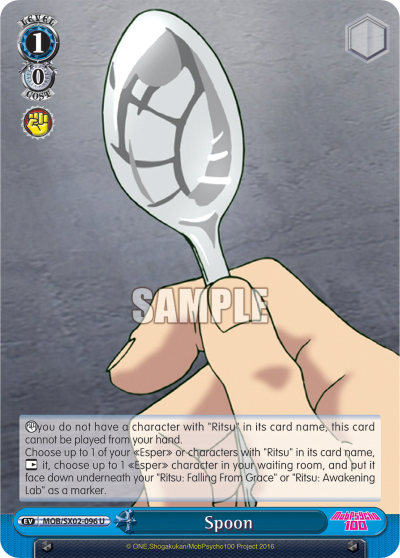 LEVEL
1
0
COST
SAMPLE
you do not have a character with "Ritsu" in its card name, this card
cannot be played from your hand.
Choose up to 1 of your «Esper» or characters with "Ritsu" in its card name,
it, choose up to 1 «Esper» character in your waiting room, and put it
face down underneath your "Ritsu: Falling From Grace" or "Ritsu: Awakening
Lab" as a marker.
EV MOB/SX02-096 U
Spoon
MobPsycho
100
© ONE,Shogakukan/MobPsycho100 Project 2016